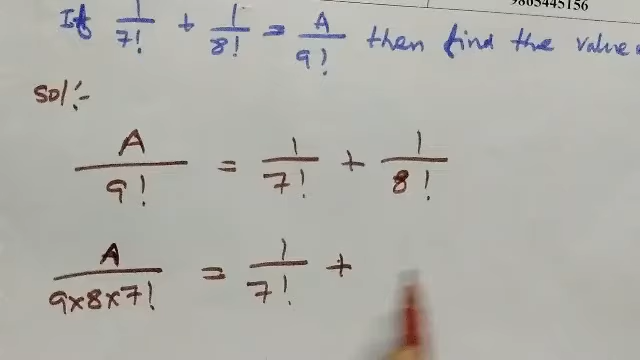 9805445156
If 1/7! + 1/8! = A/9! then find the value
Sol:-
A/9! = 1/7! + 1/8!
A/9×8×7! = 1/7! +